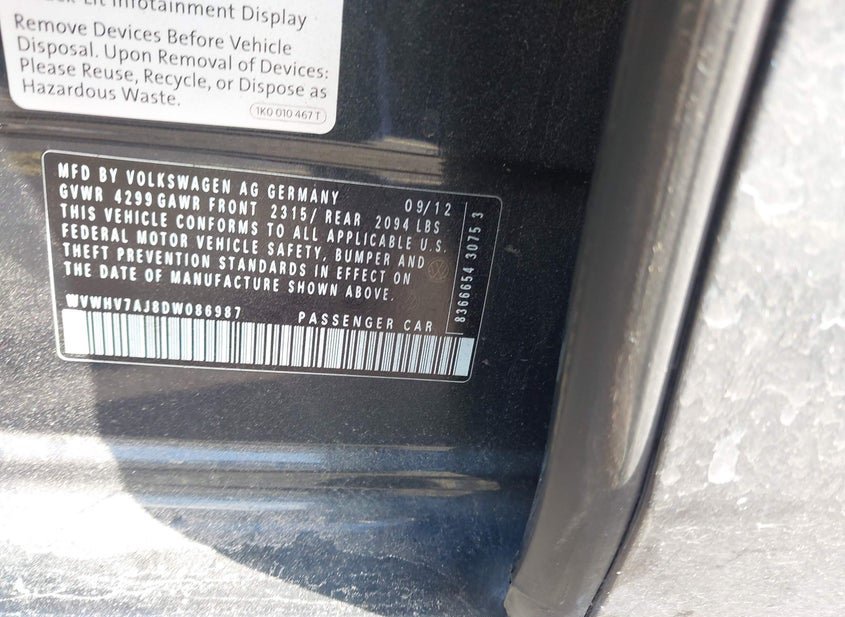 Infotainment Display
Remove Devices Before Vehicle
Disposal. Upon Removal of Devices:
Please Reuse, Recycle, or Dispose as
Hazardous Waste.
1K0 010 467 T
MFD BY VOLKSWAGEN AG GERMANY 09/12
GVWR 4299 GAWR FRONT 2315/ REAR 2094 LBS
THIS VEHICLE CONFORMS TO ALL APPLICABLE U.S.
FEDERAL MOTOR VEHICLE SAFETY, BUMPER AND
THEFT PREVENTION STANDARDS IN EFFECT ON
THE DATE OF MANUFACTURE SHOWN ABOVE.
WVWHV7AJ8DW086987 PASSENGER CAR
8366654 3075 3